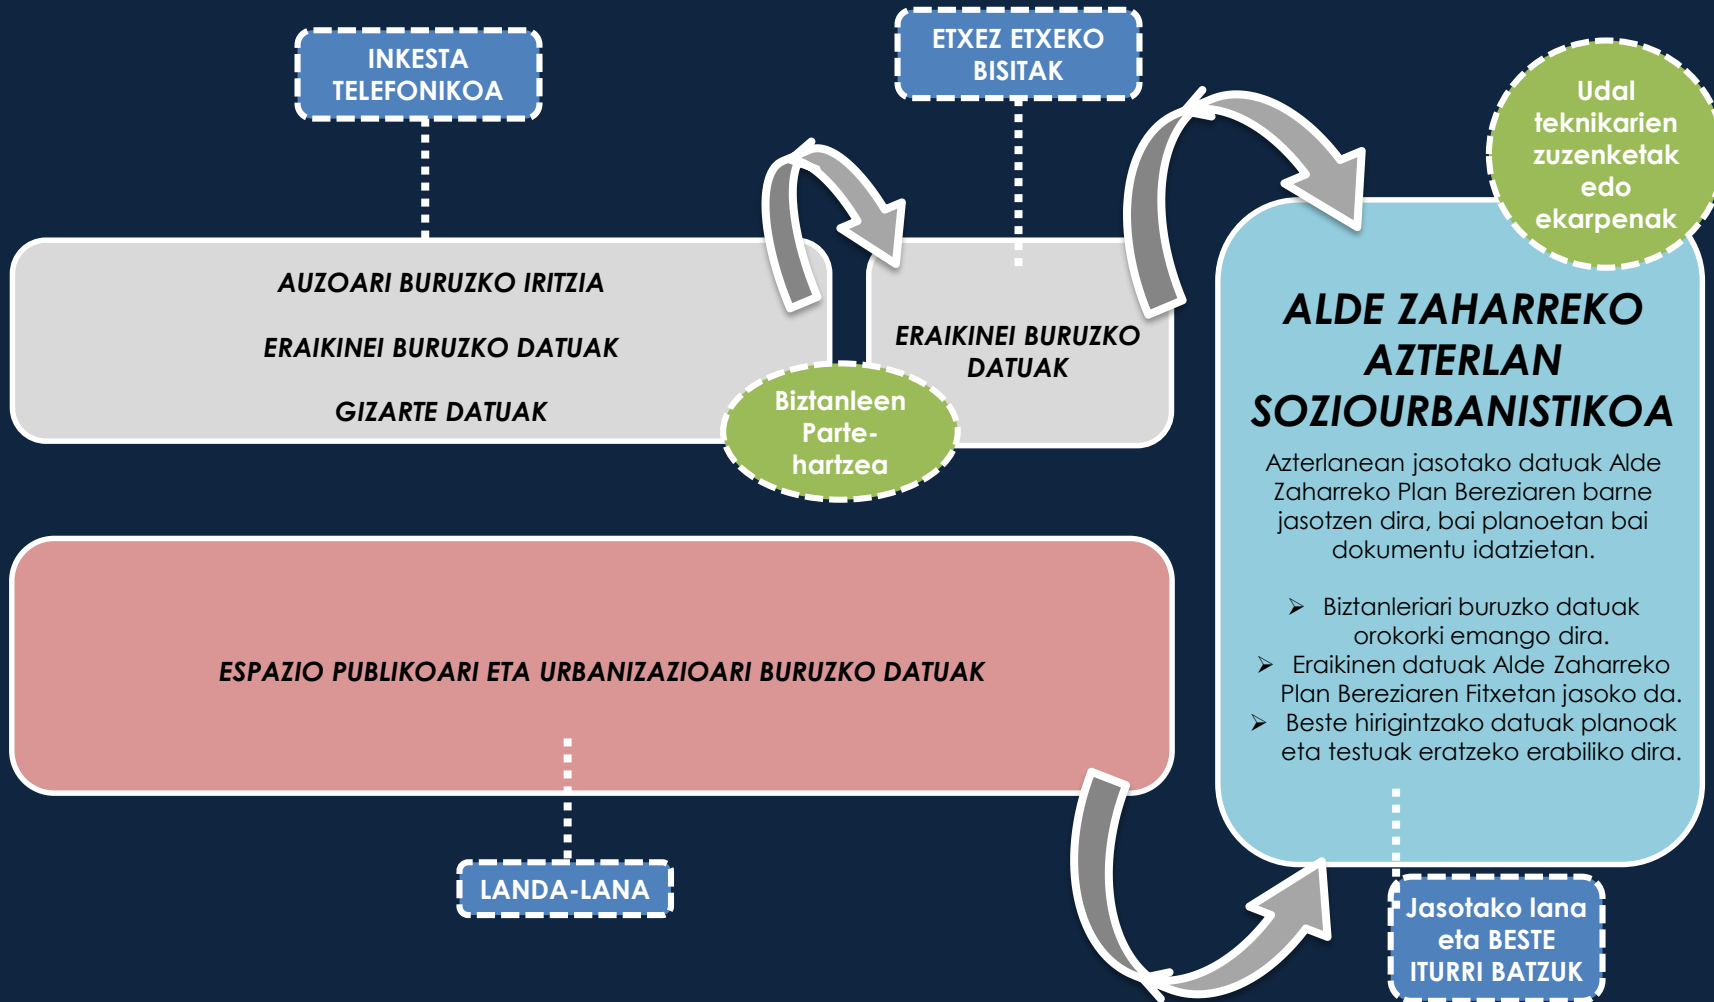 INKESTA
TELEFONIKOA
ETXEZ ETXEKO
BISITAK
Udal
teknikarien
zuzenketak
edo
ekarpenak
AUZOARI BURUZKO IRITZIA
ERAIKINEI BURUZKO DATUAK
GIZARTE DATUAK
ERAIKINEI BURUZKO
DATUAK
Biztanleen
Parte-
hartzea
ALDE ZAHARREKO
AZTERLAN
SOZIOURBANISTIKOA
Azterlanean jasotako datuak Alde
Zaharreko Plan Bereziaren barne
jasotzen dira, bai planoetan bai
dokumentu idatzietan.
➢ Biztanleriari buruzko datuak
orokorki emango dira.
➢ Eraikinen datuak Alde Zaharreko
Plan Bereziaren Fitxetan jasoko da.
➢ Beste hirigintzako datuak planoak
eta testuak eratzeko erabiliko dira.
ESPAZIO PUBLIKOARI ETA URBANIZAZIOARI BURUZKO DATUAK
LANDA-LANA
Jasotako lana
eta BESTE
ITURRI BATZUK